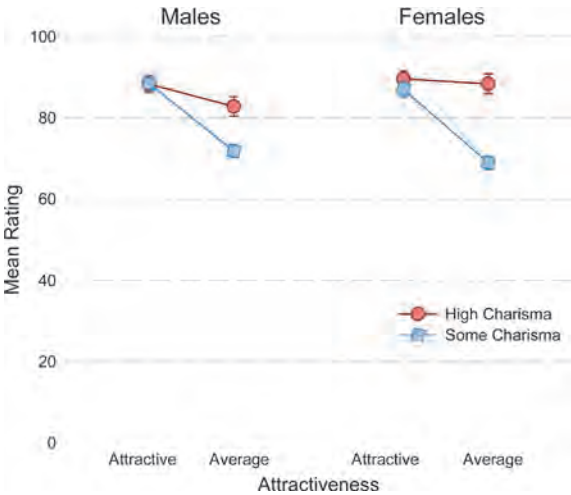 Males
Females
100
80
60
40
20
0
Mean Rating
High Charisma
Some Charisma
Attractive
Average
Attractive
Average
Attractiveness